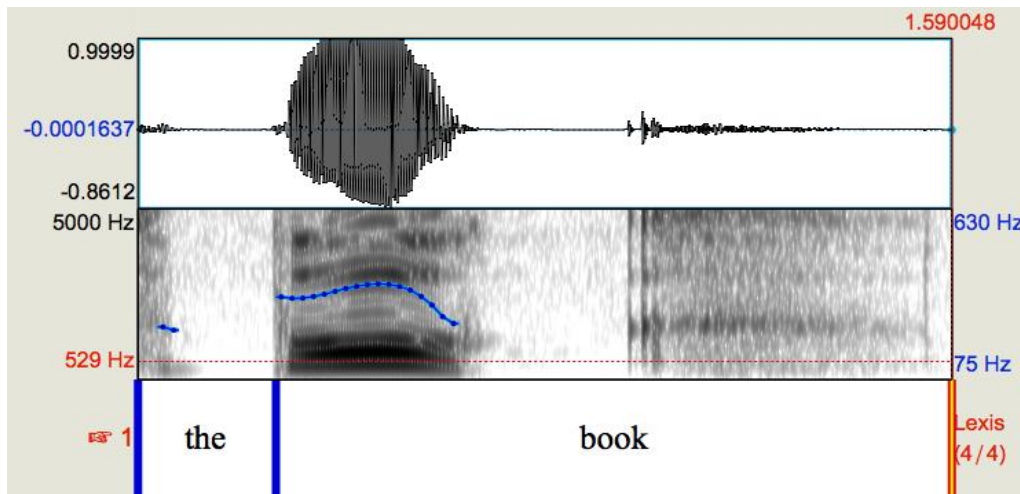 1.590048
0.9999
-0.0001637
-0.8612
5000 Hz 630 Hz
529 Hz 75 Hz
☞ 1 the book Lexis
(4 / 4)